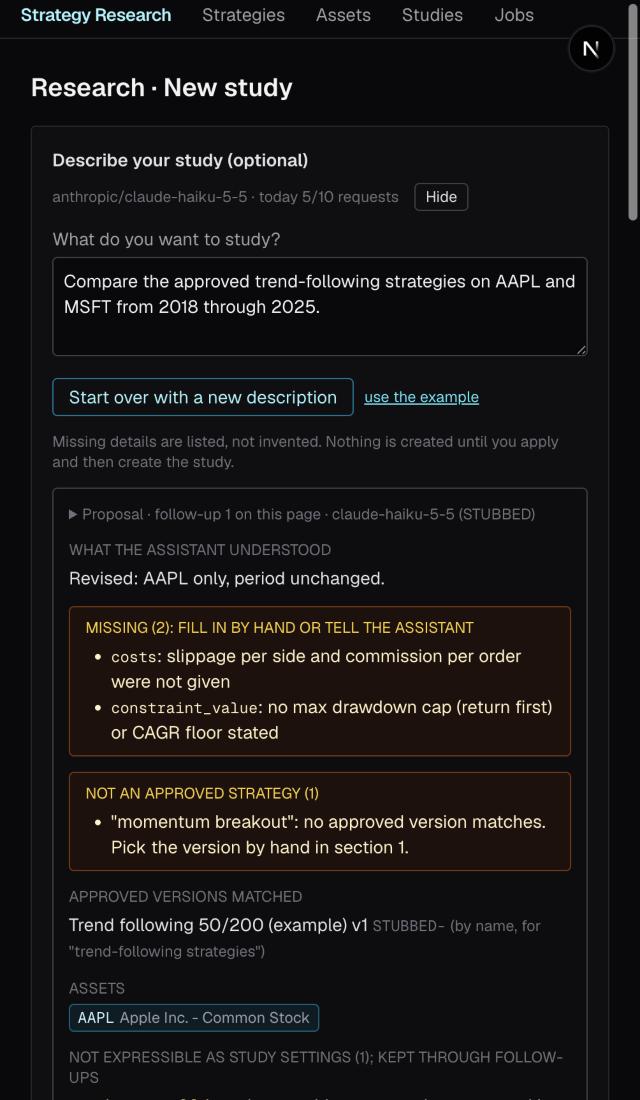 Strategy Research Strategies Assets Studies Jobs
N
Research · New study
Describe your study (optional)
anthropic/claude-haiku-5-5 · today 5/10 requests Hide
What do you want to study?
Compare the approved trend-following strategies on AAPL and
MSFT from 2018 through 2025.
Start over with a new description use the example
Missing details are listed, not invented. Nothing is created until you apply
and then create the study.
▶ Proposal · follow-up 1 on this page · claude-haiku-5-5 (STUBBED)
WHAT THE ASSISTANT UNDERSTOOD
Revised: AAPL only, period unchanged.
MISSING (2): FILL IN BY HAND OR TELL THE ASSISTANT
• costs: slippage per side and commission per order
were not given
• constraint_value: no max drawdown cap (return first)
or CAGR floor stated
NOT AN APPROVED STRATEGY (1)
• "momentum breakout": no approved version matches.
Pick the version by hand in section 1.
APPROVED VERSIONS MATCHED
Trend following 50/200 (example) v1 STUBBED- (by name, for
"trend-following strategies")
ASSETS
AAPL Apple Inc. - Common Stock
NOT EXPRESSIBLE AS STUDY SETTINGS (1); KEPT THROUGH FOLLOW-
UPS